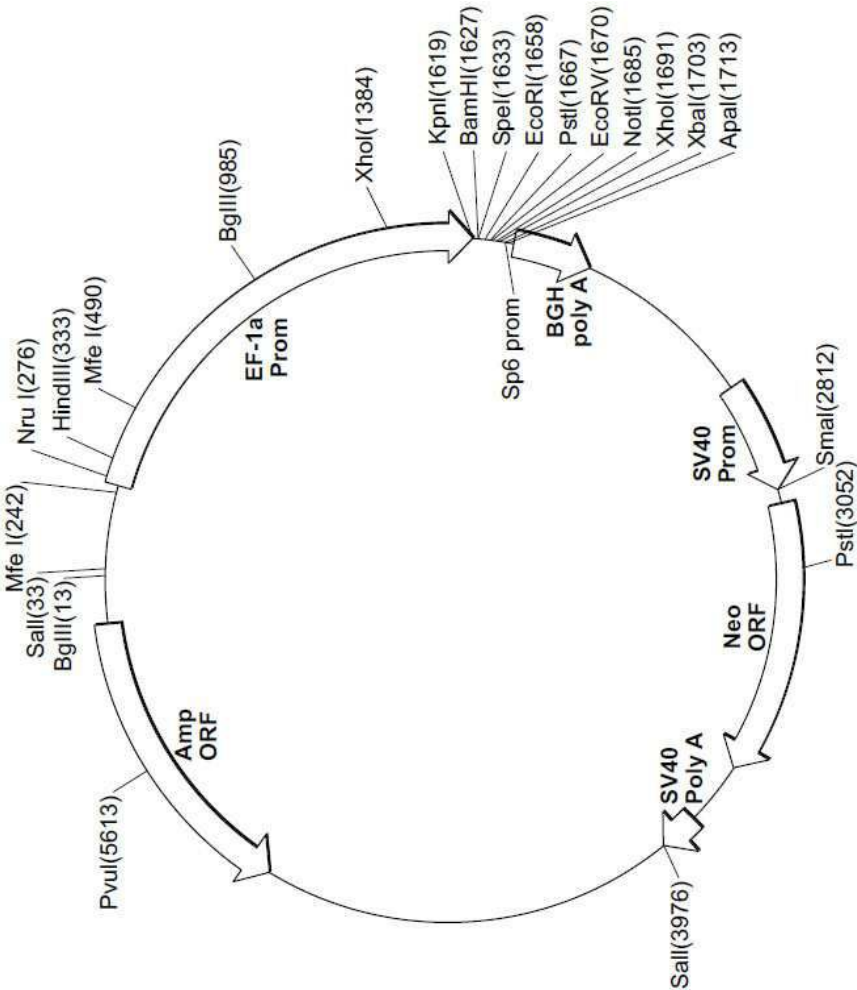 PvuI(5613)
SalI(33)
BglII(13)
Mfe I(242)
Nru I(276)
HindIII(333)
Mfe I(490)
BglII(985)
XhoI(1384)
KpnI(1619)
BamHI(1627)
SpeI(1633)
EcoRI(1658)
PstI(1667)
EcoRV(1670)
NotI(1685)
XhoI(1691)
XbaI(1703)
ApaI(1713)
Amp
ORF
EF-1a
Prom
Sp6 prom
BGH
poly A
SV40
Prom
SmaI(2812)
PstI(3052)
Neo
ORF
SV40
Poly A
SalI(3976)